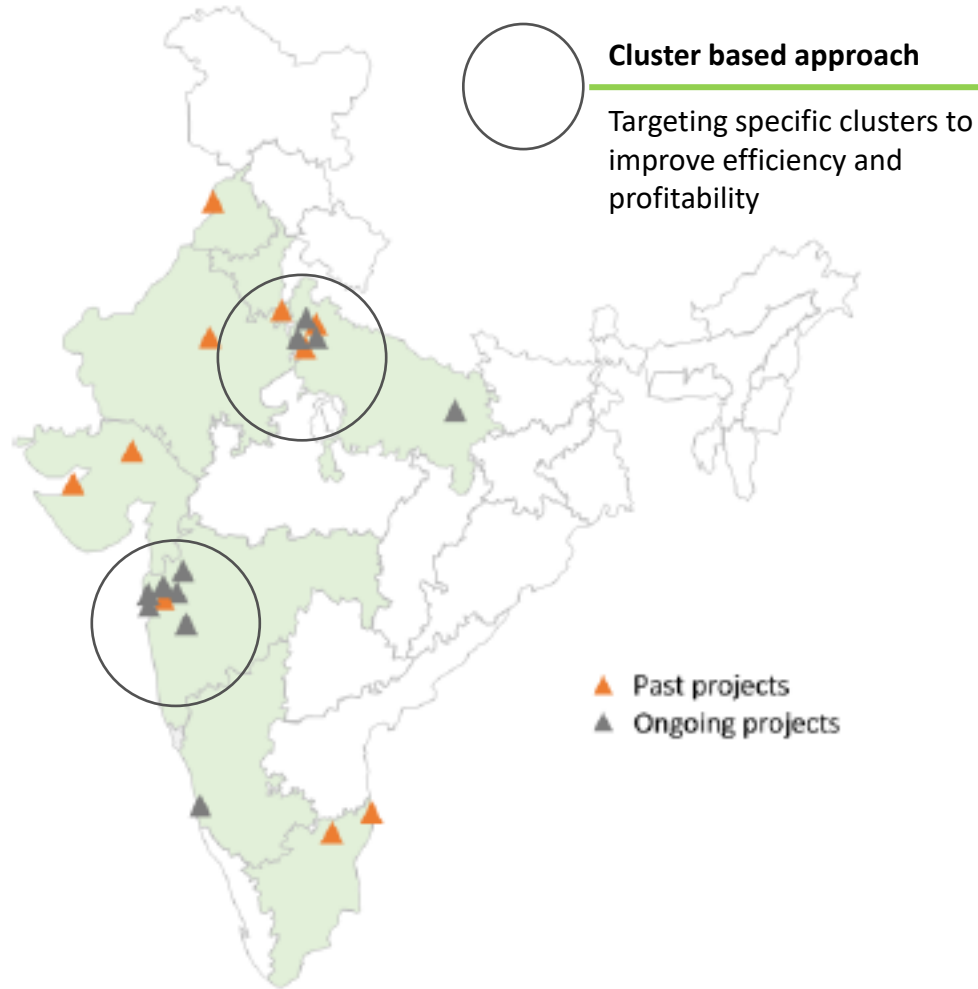 Cluster based approach
Targeting specific clusters to
improve efficiency and
profitability
Past projects
Ongoing projects